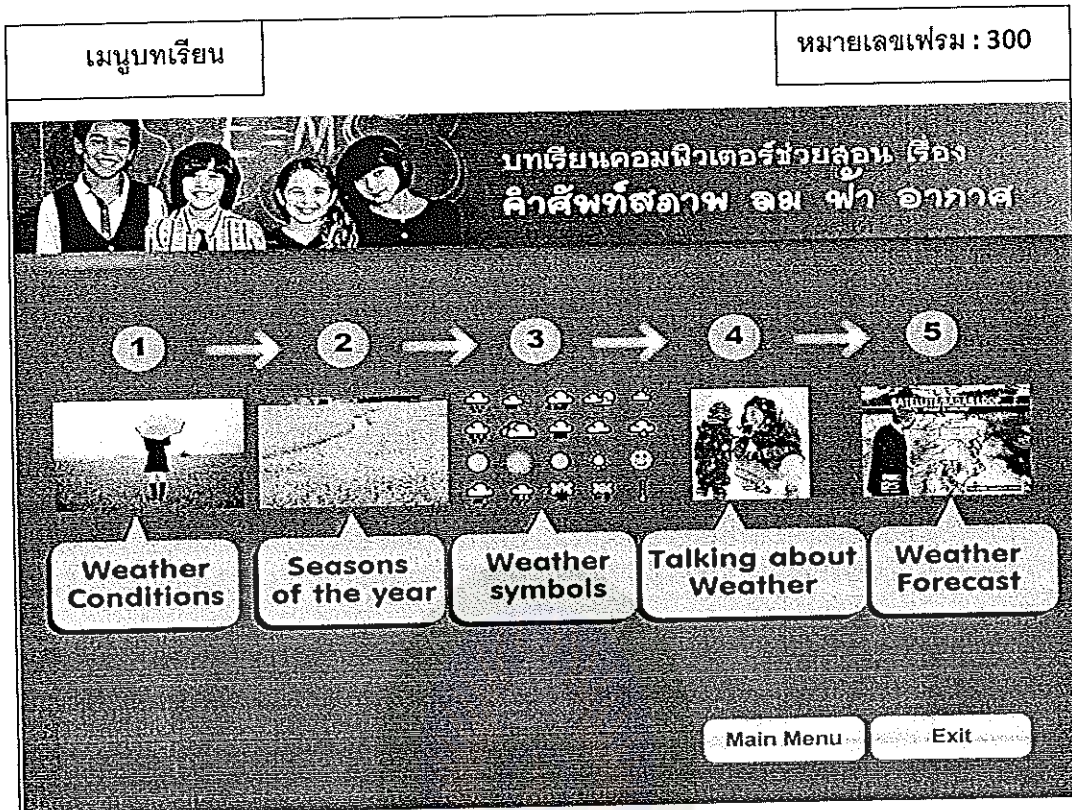 เมนูบทเรียน
หมายเลขเฟรม : 300
บทเรียนคอมพิวเตอร์ช่วยสอน เรื่อง
คำศัพท์สภาพ ลม ฟ้า อากาศ
1
2
3
4
5
Weather
Conditions
Seasons
of the year
Weather
symbols
Talking about
Weather
Weather
Forecast
Main Menu
Exit